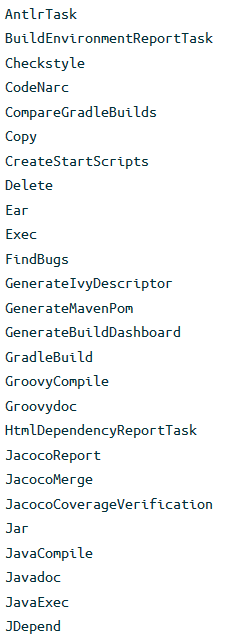 AntlrTask
BuildEnvironmentReportTask
Checkstyle
CodeNarc
CompareGradleBuilds
Copy
CreateStartScripts
Delete
Ear
Exec
FindBugs
GenerateIvyDescriptor
GenerateMavenPom
GenerateBuildDashboard
GradleBuild
GroovyCompile
Groovydoc
HtmlDependencyReportTask
JacocoReport
JacocoMerge
JacocoCoverageVerification
Jar
JavaCompile
Javadoc
JavaExec
JDepend